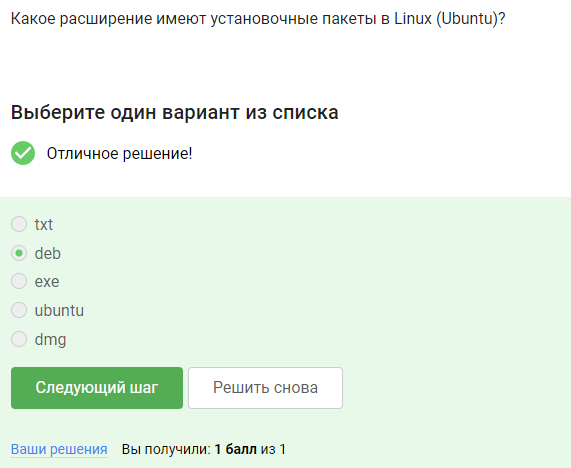 Какое расширение имеют установочные пакеты в Linux (Ubuntu)?
Выберите один вариант из списка
Отличное решение!
txt
deb
exe
ubuntu
dmg
Следующий шаг Решить снова
Ваши решения Вы получили: 1 балл из 1